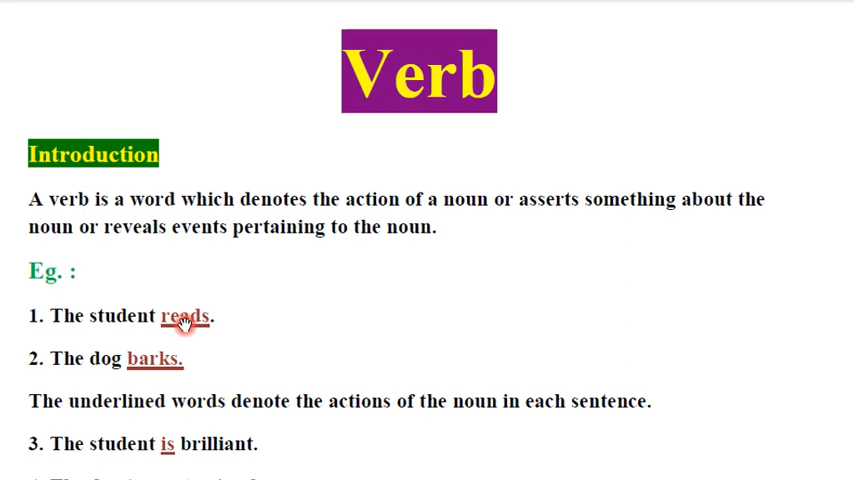 Verb
Introduction
A verb is a word which denotes the action of a noun or asserts something about the
noun or reveals events pertaining to the noun.
Eg. :
1. The student reads.
2. The dog barks.
The underlined words denote the actions of the noun in each sentence.
3. The student is brilliant.